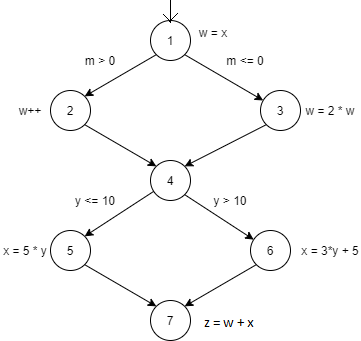 1
w = x
m > 0
m <= 0
w++
2
3
w = 2 * w
4
y <= 10
y > 10
x = 5 * y
5
6
x = 3*y + 5
7
z = w + x